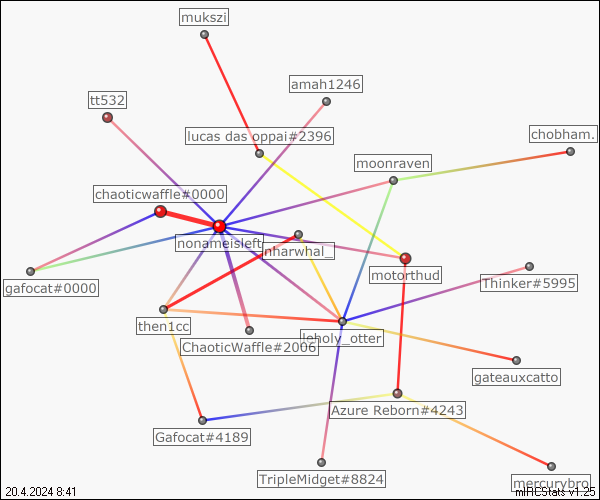 mukszi
amah1246
tt532
lucas das oppai#2396
chobham.
moonraven
chaoticwaffle#0000
nonameisleft
nharwhal_
motorthud
gafocat#0000
Thinker#5995
then1cc
leholy_otter
ChaoticWaffle#2006
gateauxcatto
Azure Reborn#4243
Gafocat#4189
TripleMidget#8824
mercurybro
20.4.2024 8:41
mIRCStats v1.25